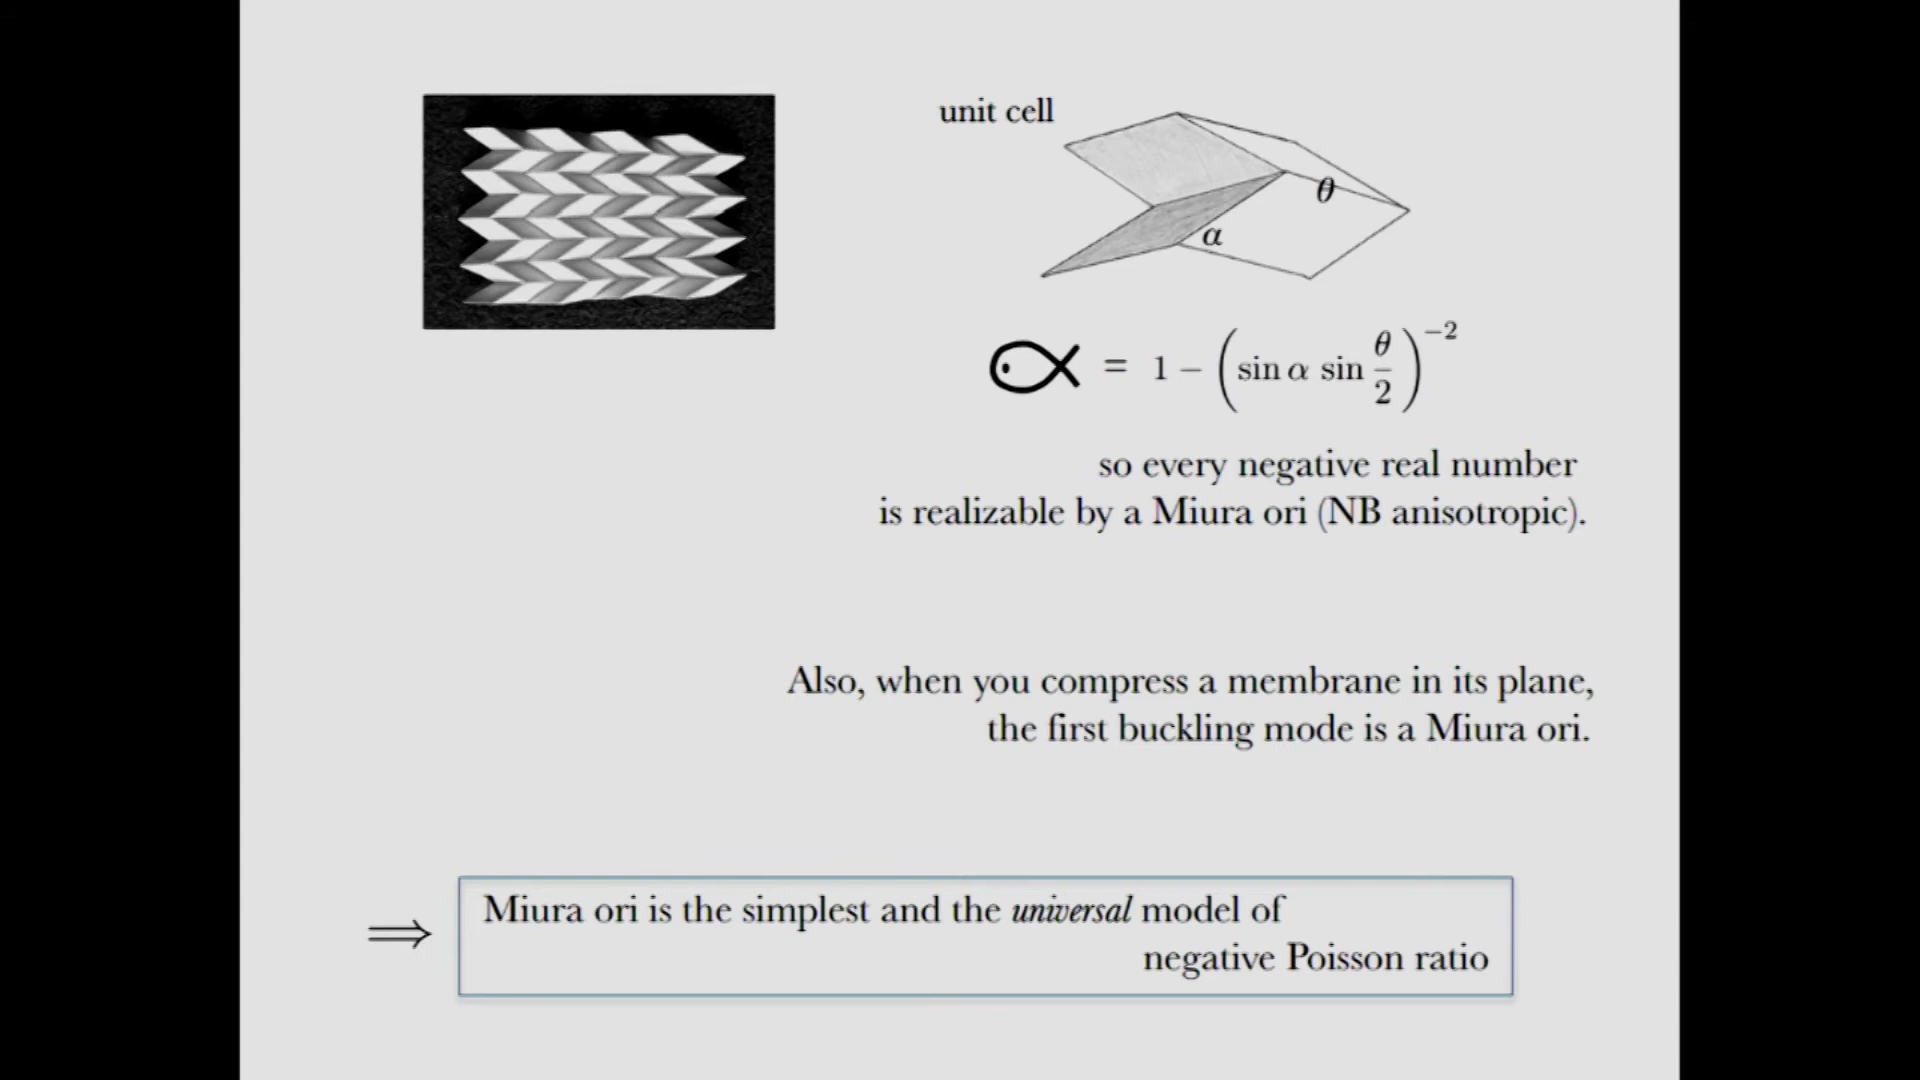 unit cell
θ
α
= 1 − (sin α sin θ/2)^−2
so every negative real number
is realizable by a Miura ori (NB anisotropic).
Also, when you compress a membrane in its plane,
the first buckling mode is a Miura ori.
⟹ Miura ori is the simplest and the universal model of
negative Poisson ratio